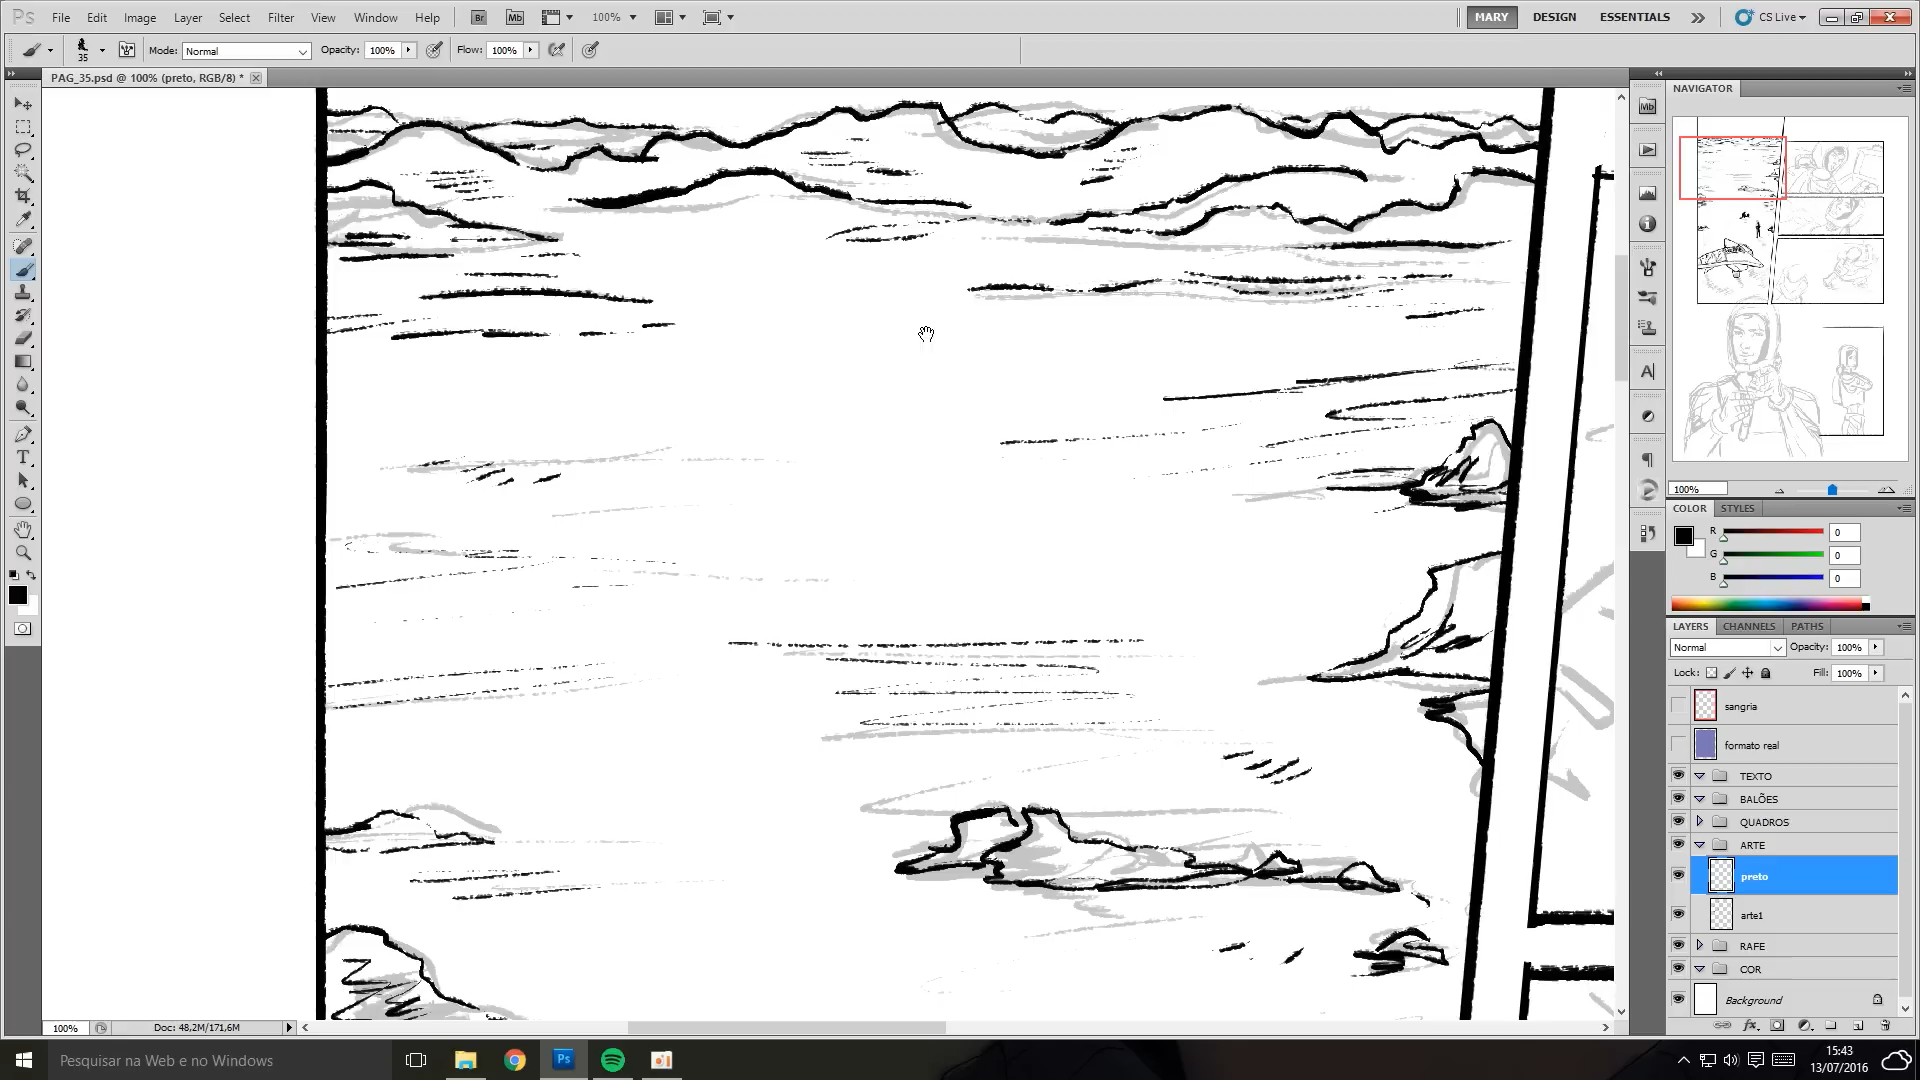 Ps File Edit Image Layer Select Filter View Window Help Br Mb 100% MARY DESIGN ESSENTIALS CS Live
35 Mode: Normal Opacity: 100% Flow: 100%
PAG_35.psd @ 100% (preto, RGB/8) *
NAVIGATOR
Mb
100%
COLOR STYLES
R 0
G 0
B 0
LAYERS CHANNELS PATHS
Normal Opacity: 100%
Lock: Fill: 100%
sangria
formato real
TEXTO
BALÕES
QUADROS
ARTE
preto
arte1
RAFE
COR
Background
100% Doc: 48,2M/171,6M
Pesquisar na Web e no Windows
Ps
15:43
13/07/2016